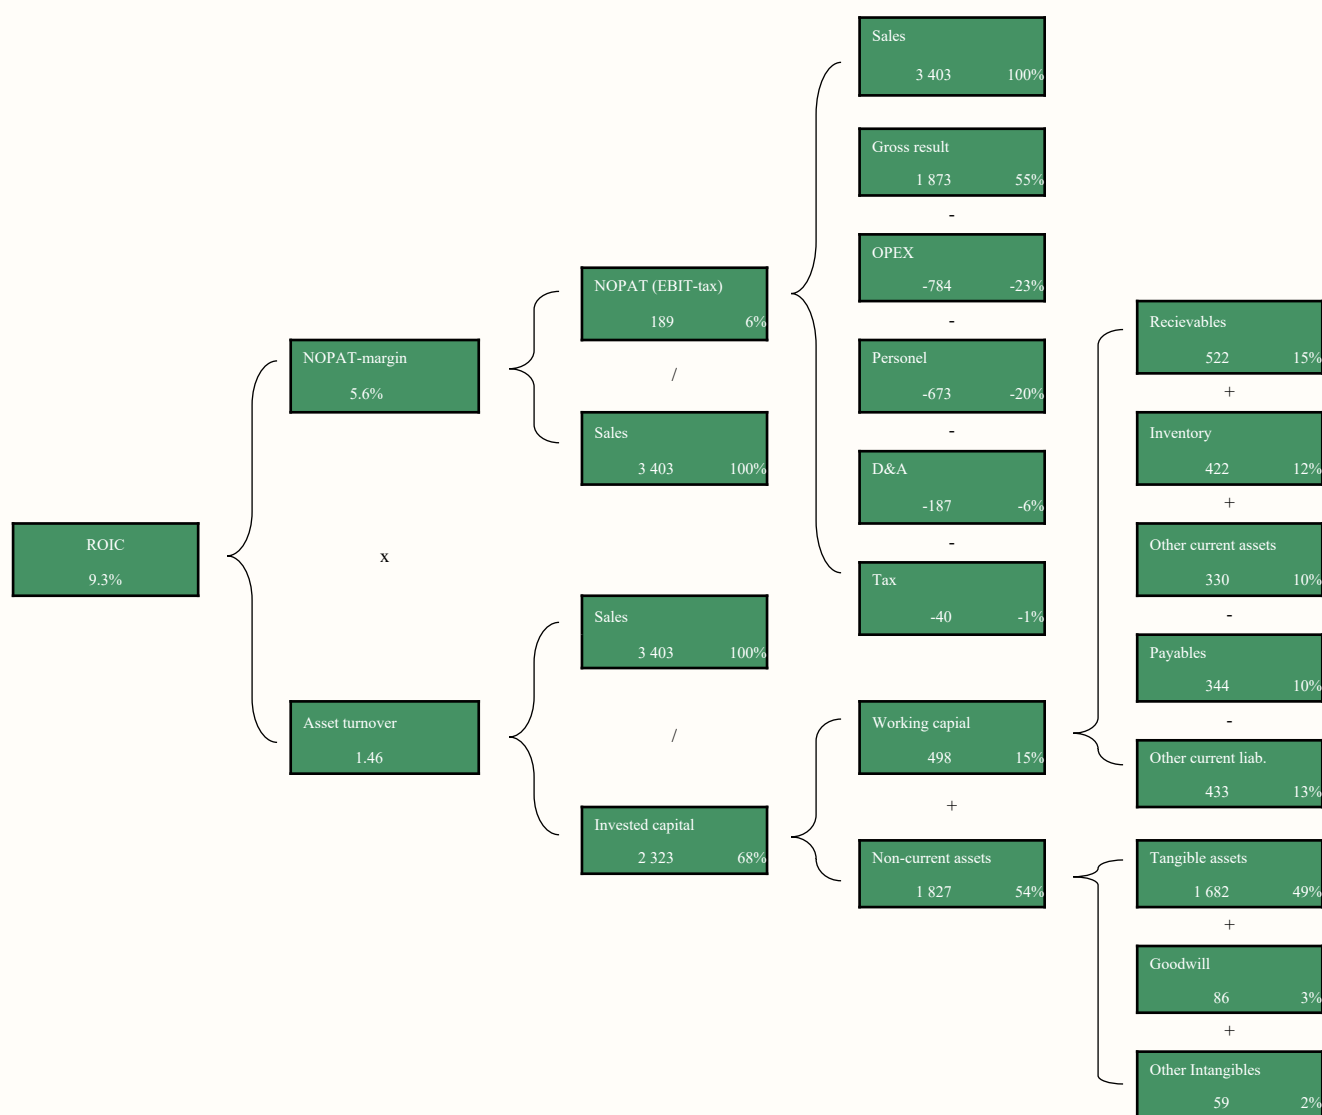 ROIC
9.3%
x
NOPAT-margin
5.6%
Asset turnover
1.46
NOPAT (EBIT-tax)
189 6%
/
Sales
3 403 100%
Sales
3 403 100%
/
Invested capital
2 323 68%
Sales
3 403 100%
Gross result
1 873 55%
-
OPEX
-784 -23%
-
Personel
-673 -20%
-
D&A
-187 -6%
-
Tax
-40 -1%
Working capial
498 15%
+
Non-current assets
1 827 54%
Recievables
522 15%
+
Inventory
422 12%
+
Other current assets
330 10%
-
Payables
344 10%
-
Other current liab.
433 13%
Tangible assets
1 682 49%
+
Goodwill
86 3%
+
Other Intangibles
59 2%